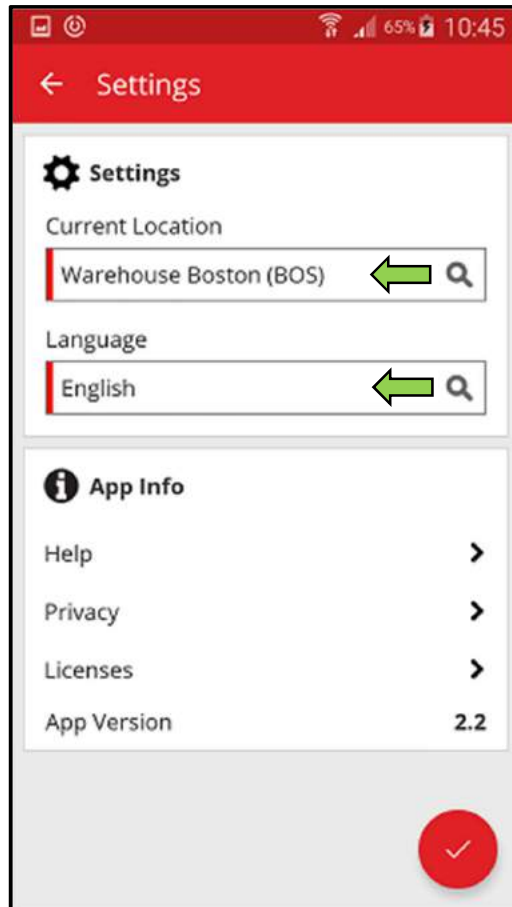 65% 10:45
Settings
Settings
Current Location
Warehouse Boston (BOS)
Language
English
App Info
Help
Privacy
Licenses
App Version 2.2